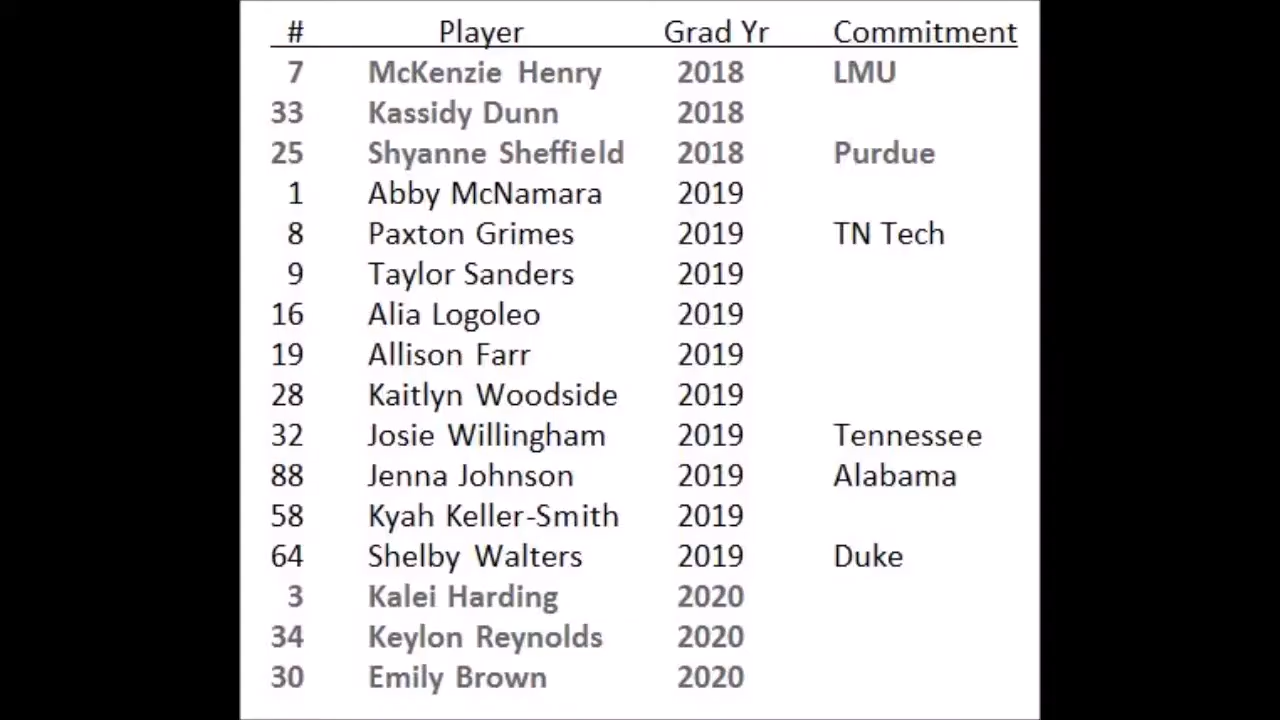 # Player Grad Yr Commitment
7 McKenzie Henry 2018 LMU
33 Kassidy Dunn 2018
25 Shyanne Sheffield 2018 Purdue
1 Abby McNamara 2019
8 Paxton Grimes 2019 TN Tech
9 Taylor Sanders 2019
16 Alia Logoleo 2019
19 Allison Farr 2019
28 Kaitlyn Woodside 2019
32 Josie Willingham 2019 Tennessee
88 Jenna Johnson 2019 Alabama
58 Kyah Keller-Smith 2019
64 Shelby Walters 2019 Duke
3 Kalei Harding 2020
34 Keylon Reynolds 2020
30 Emily Brown 2020